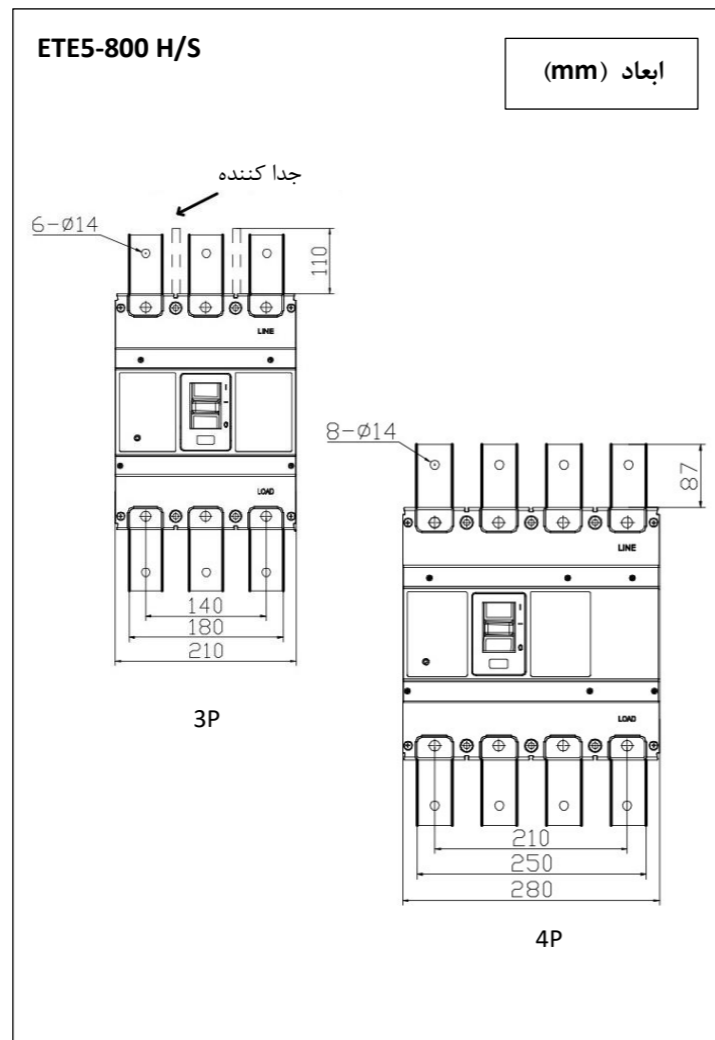 ETE5-800 H/S
ابعاد (mm)
جدا کننده
6-Ø14
110
LINE
I
O
LOAD
140
180
210
3P
8-Ø14
87
LINE
I
O
LOAD
210
250
280
4P